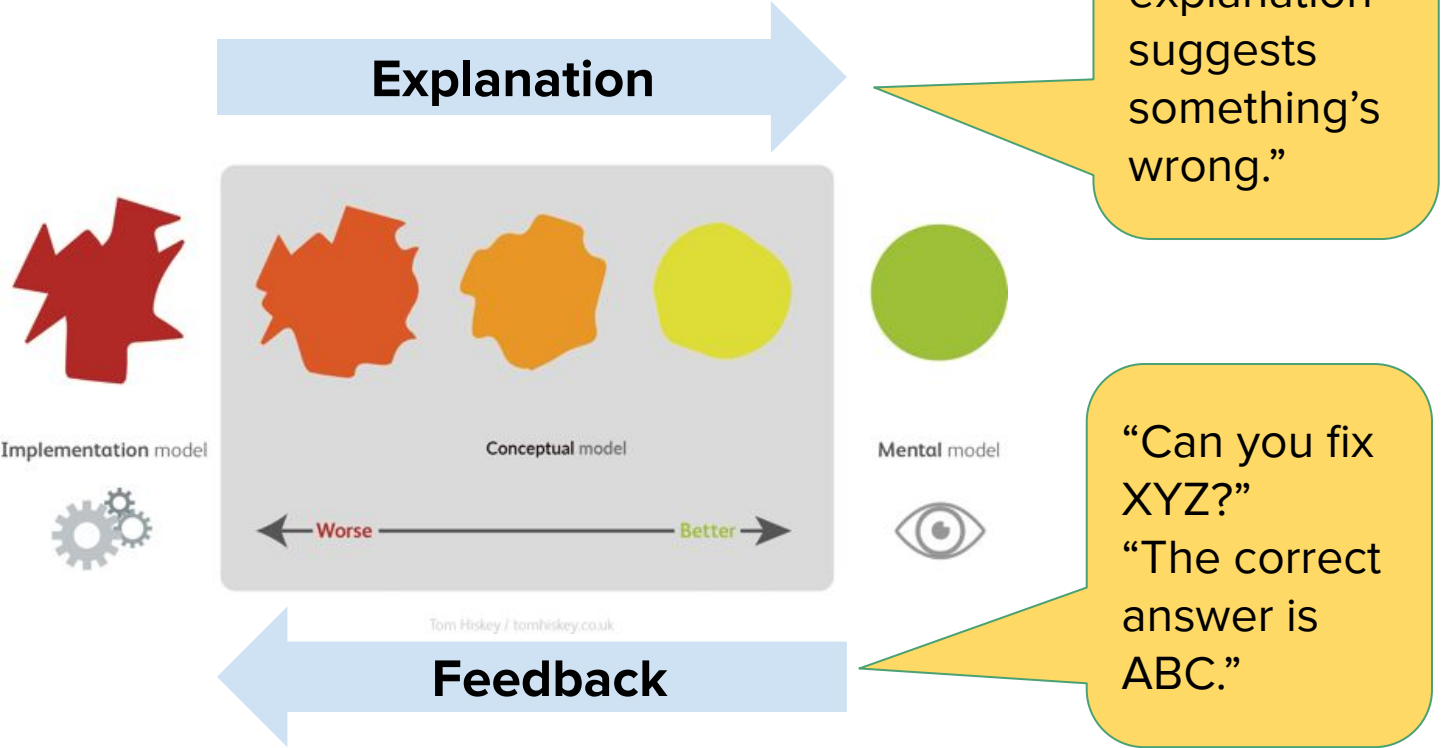 explanation
suggests
something’s
wrong.”
Explanation
Implementation model
Conceptual model
Mental model
Worse
Better
Tom Hiskey / tomhiskey.co.uk
Feedback
“Can you fix
XYZ?”
“The correct
answer is
ABC.”